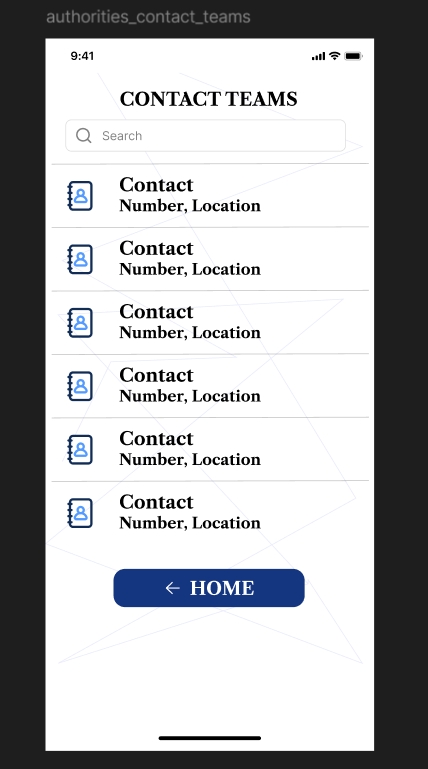 authorities_contact_teams
9:41
CONTACT TEAMS
Search
Contact
Number, Location
Contact
Number, Location
Contact
Number, Location
Contact
Number, Location
Contact
Number, Location
Contact
Number, Location
← HOME